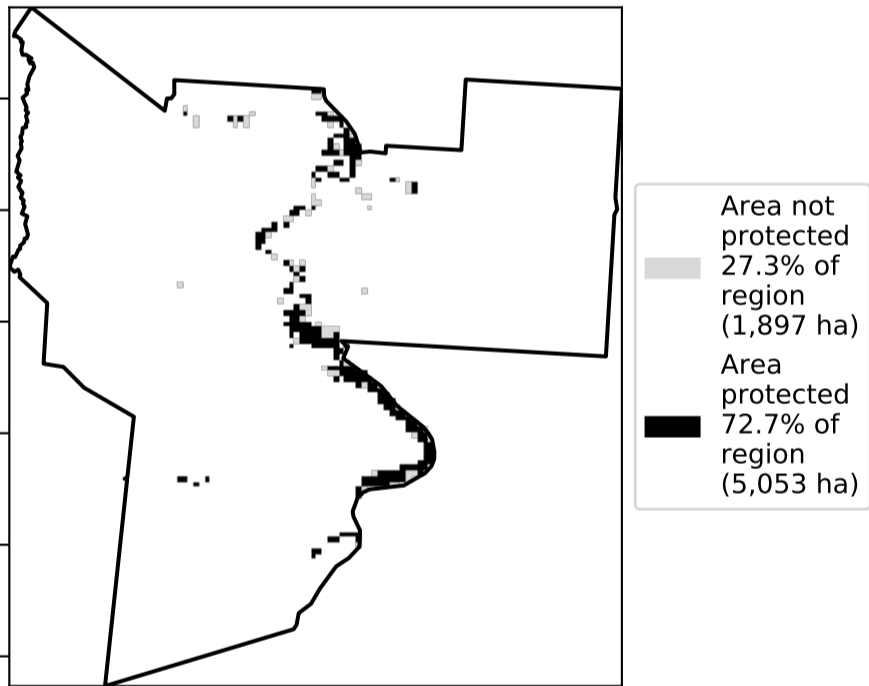 Area not
protected
27.3% of
region
(1,897 ha)
Area
protected
72.7% of
region
(5,053 ha)